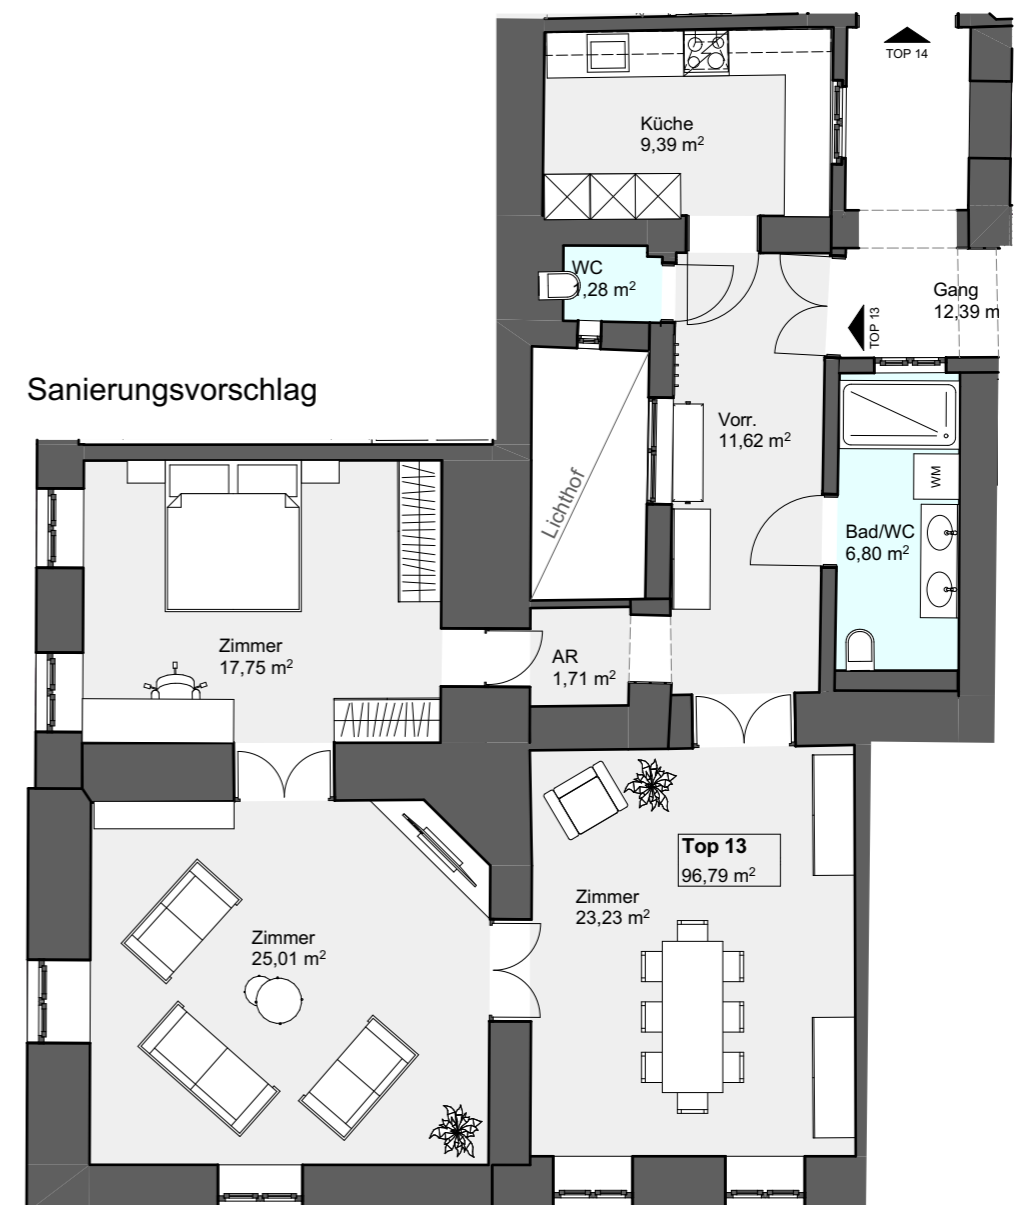 TOP 14
Küche
9,39 m²
WC
,28 m²
Gang
12,39 m
TOP 13
Sanierungsvorschlag
Vorr.
11,62 m²
Lichthof
WM
Bad/WC
6,80 m²
Zimmer
17,75 m²
AR
1,71 m²
Top 13
96,79 m²
Zimmer
23,23 m²
Zimmer
25,01 m²